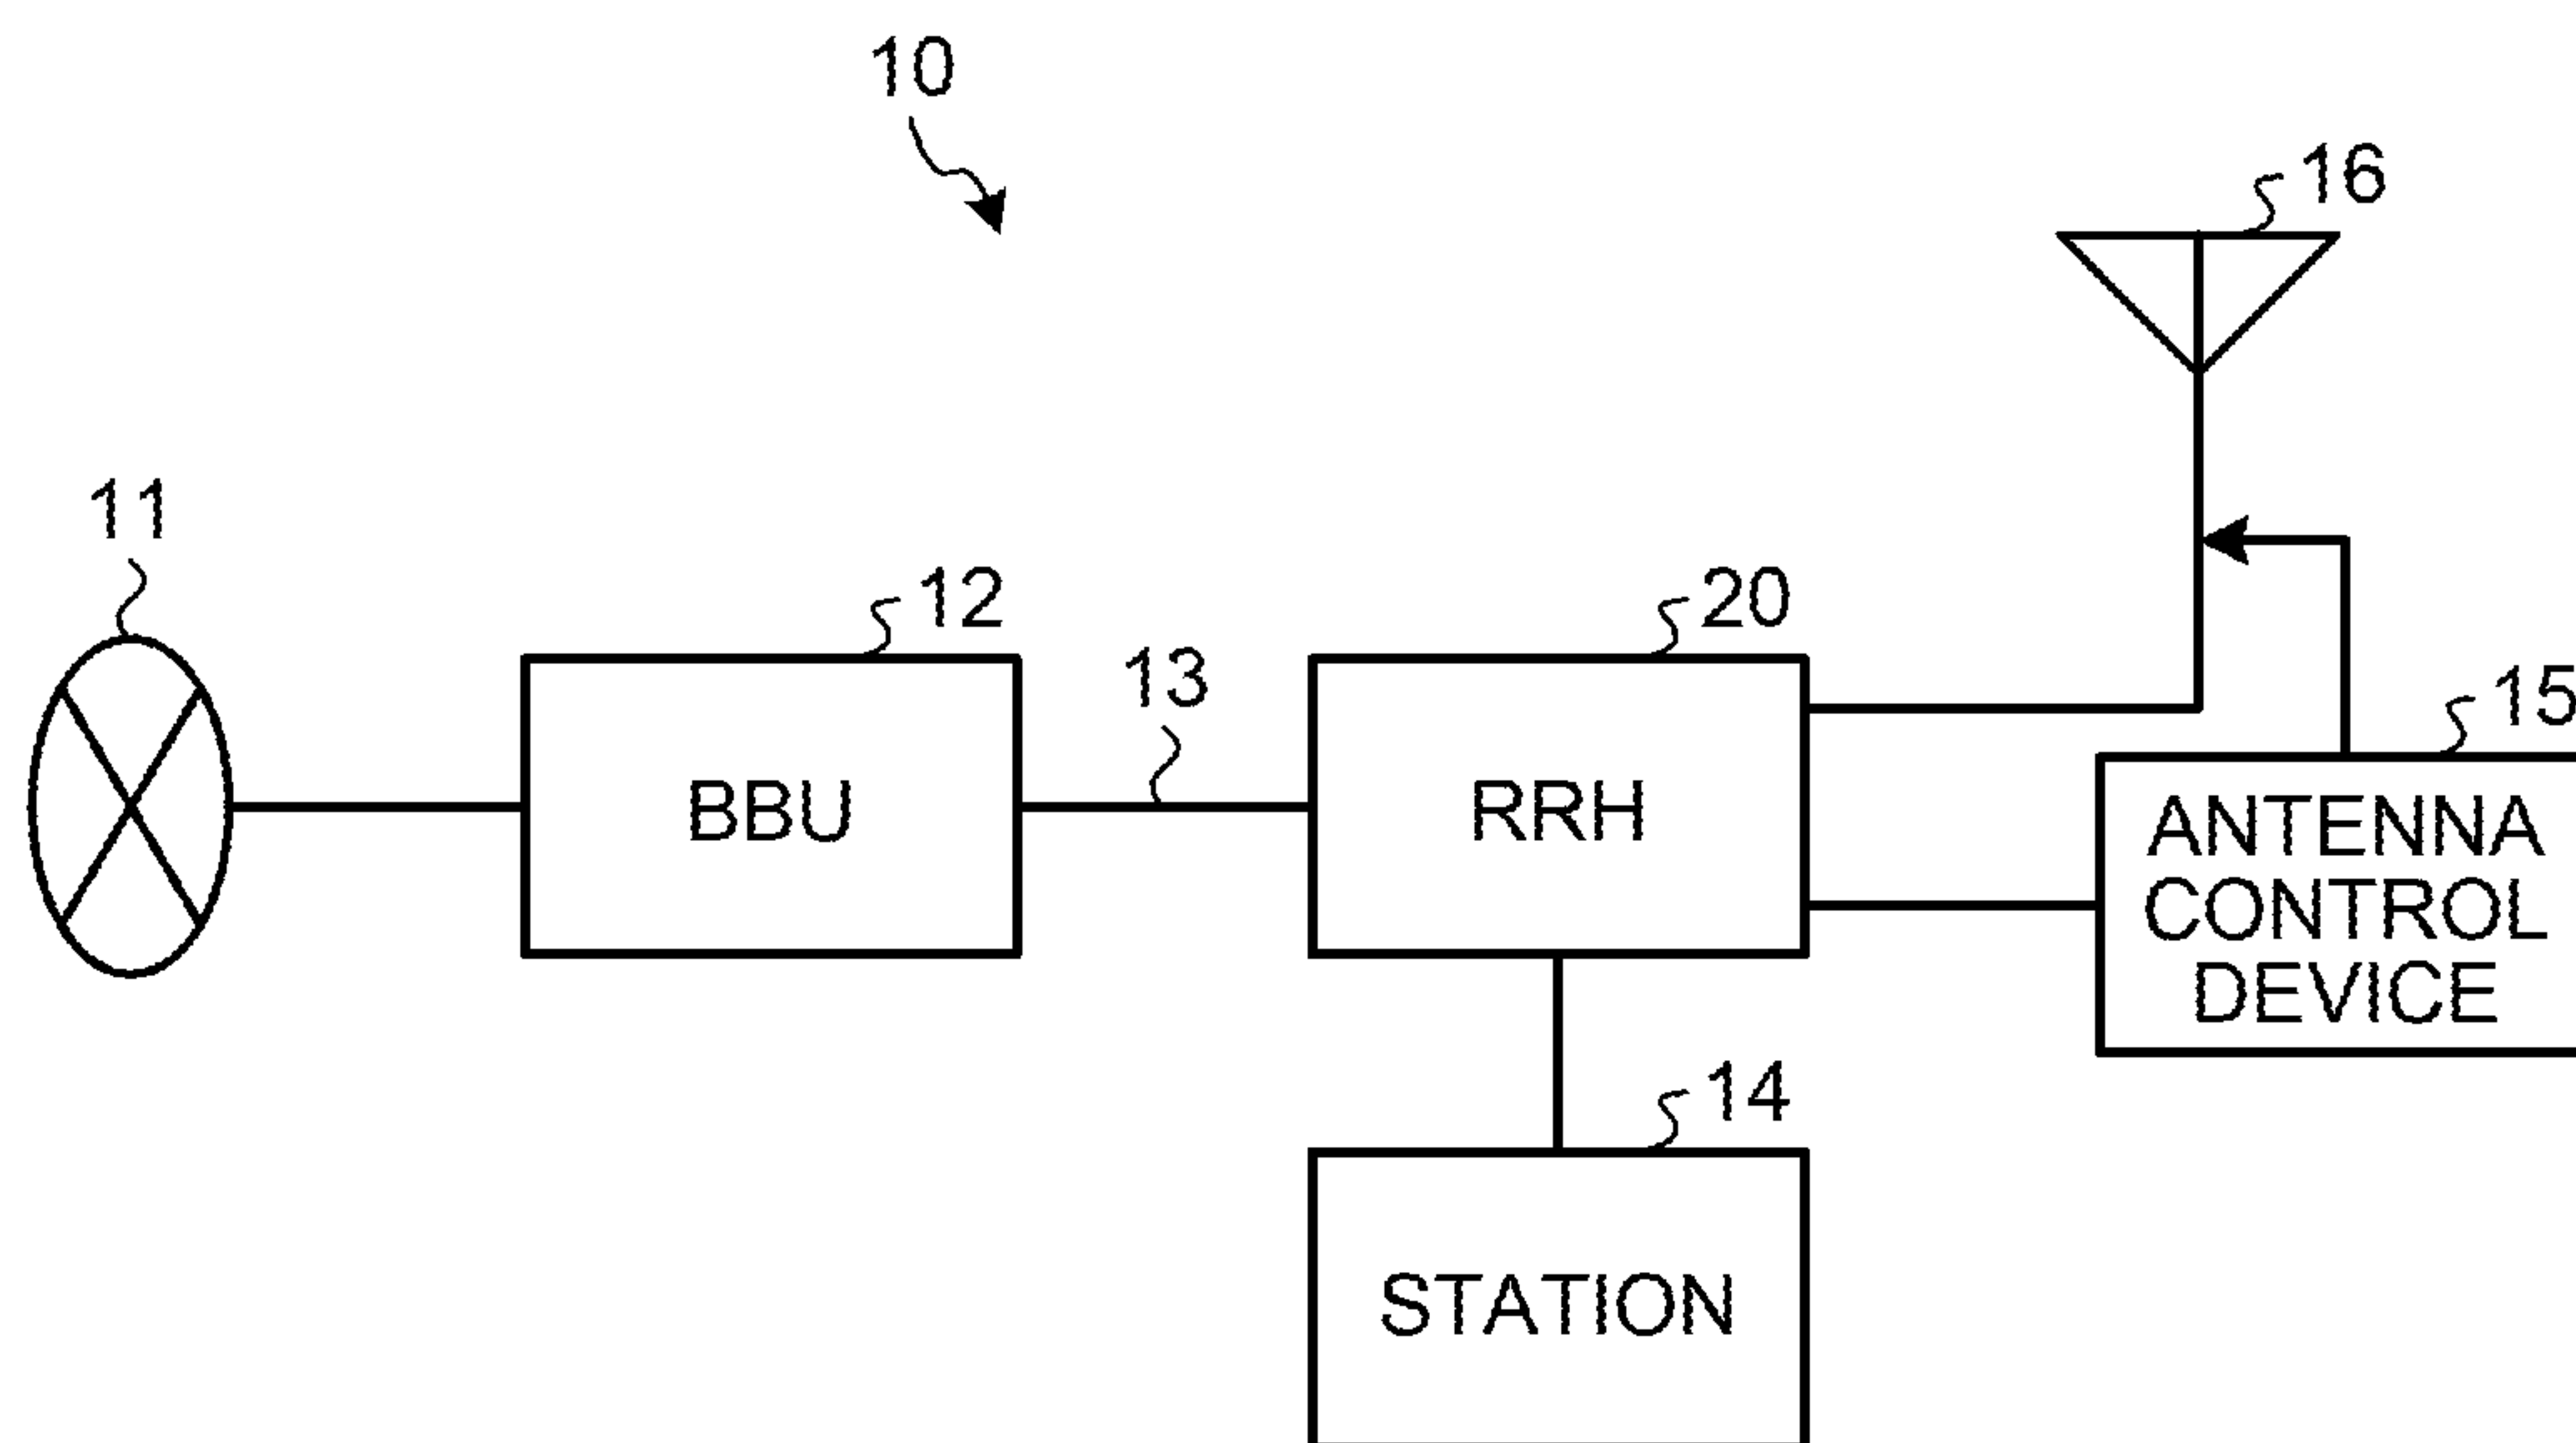 10
16
11
12
20
13
15
BBU
RRH
ANTENNA
CONTROL
DEVICE
14
STATION